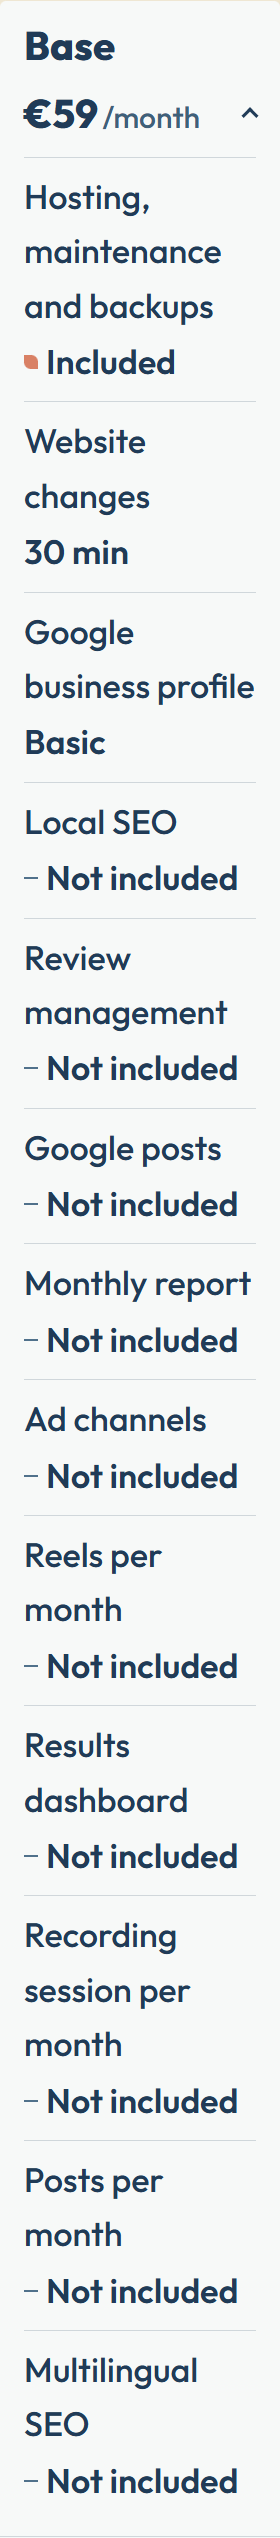 Base
€59 /month
Hosting,
maintenance
and backups
Included
Website
changes
30 min
Google
business profile
Basic
Local SEO
– Not included
Review
management
– Not included
Google posts
– Not included
Monthly report
– Not included
Ad channels
– Not included
Reels per
month
– Not included
Results
dashboard
– Not included
Recording
session per
month
– Not included
Posts per
month
– Not included
Multilingual
SEO
– Not included